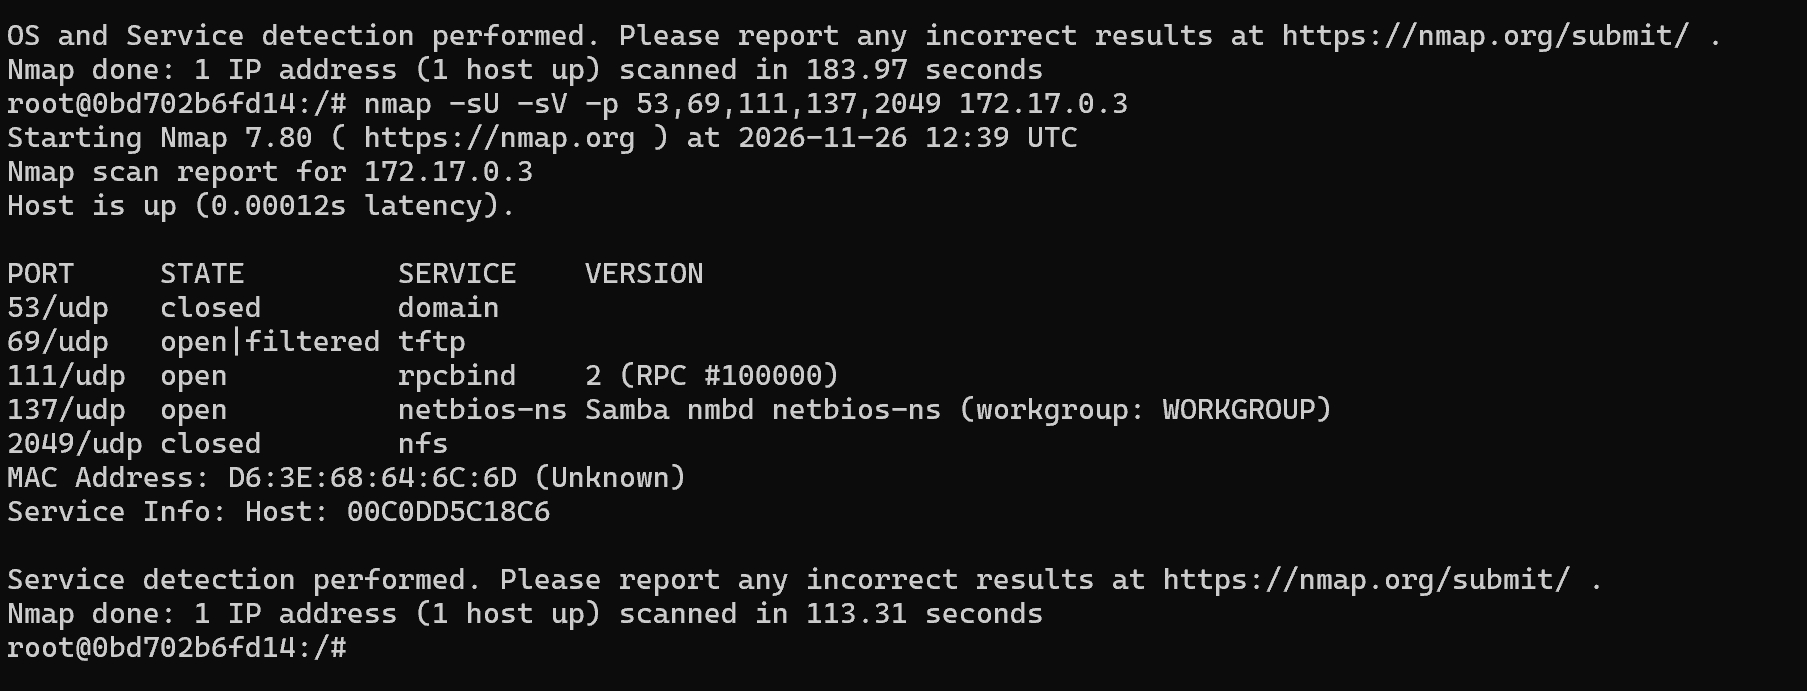 OS and Service detection performed. Please report any incorrect results at https://nmap.org/submit/ .
Nmap done: 1 IP address (1 host up) scanned in 183.97 seconds
root@0bd702b6fd14:/# nmap -sU -sV -p 53,69,111,137,2049 172.17.0.3
Starting Nmap 7.80 ( https://nmap.org ) at 2026-11-26 12:39 UTC
Nmap scan report for 172.17.0.3
Host is up (0.00012s latency).

PORT     STATE         SERVICE    VERSION
53/udp   closed        domain
69/udp   open|filtered tftp
111/udp  open          rpcbind    2 (RPC #100000)
137/udp  open          netbios-ns Samba nmbd netbios-ns (workgroup: WORKGROUP)
2049/udp closed        nfs
MAC Address: D6:3E:68:64:6C:6D (Unknown)
Service Info: Host: 00C0DD5C18C6

Service detection performed. Please report any incorrect results at https://nmap.org/submit/ .
Nmap done: 1 IP address (1 host up) scanned in 113.31 seconds
root@0bd702b6fd14:/#